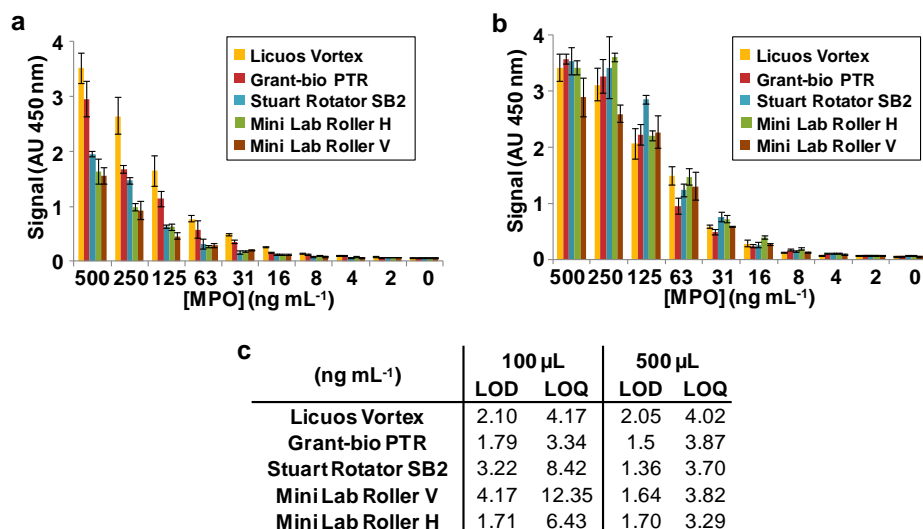 a
4
3
2
1
0
Signal (AU 450 nm)
Licuos Vortex
Grant-bio PTR
Stuart Rotator SB2
Mini Lab Roller H
Mini Lab Roller V
500 250 125 63 31 16 8 4 2 0
[MPO] (ng mL⁻¹)
b
4
3
2
1
0
Signal (AU 450 nm)
Licuos Vortex
Grant-bio PTR
Stuart Rotator SB2
Mini Lab Roller H
Mini Lab Roller V
500 250 125 63 31 16 8 4 2 0
[MPO] (ng mL⁻¹)
c
(ng mL⁻¹) 100 µL 500 µL
LOD LOQ LOD LOQ
Licuos Vortex 2.10 4.17 2.05 4.02
Grant-bio PTR 1.79 3.34 1.5 3.87
Stuart Rotator SB2 3.22 8.42 1.36 3.70
Mini Lab Roller V 4.17 12.35 1.64 3.82
Mini Lab Roller H 1.71 6.43 1.70 3.29